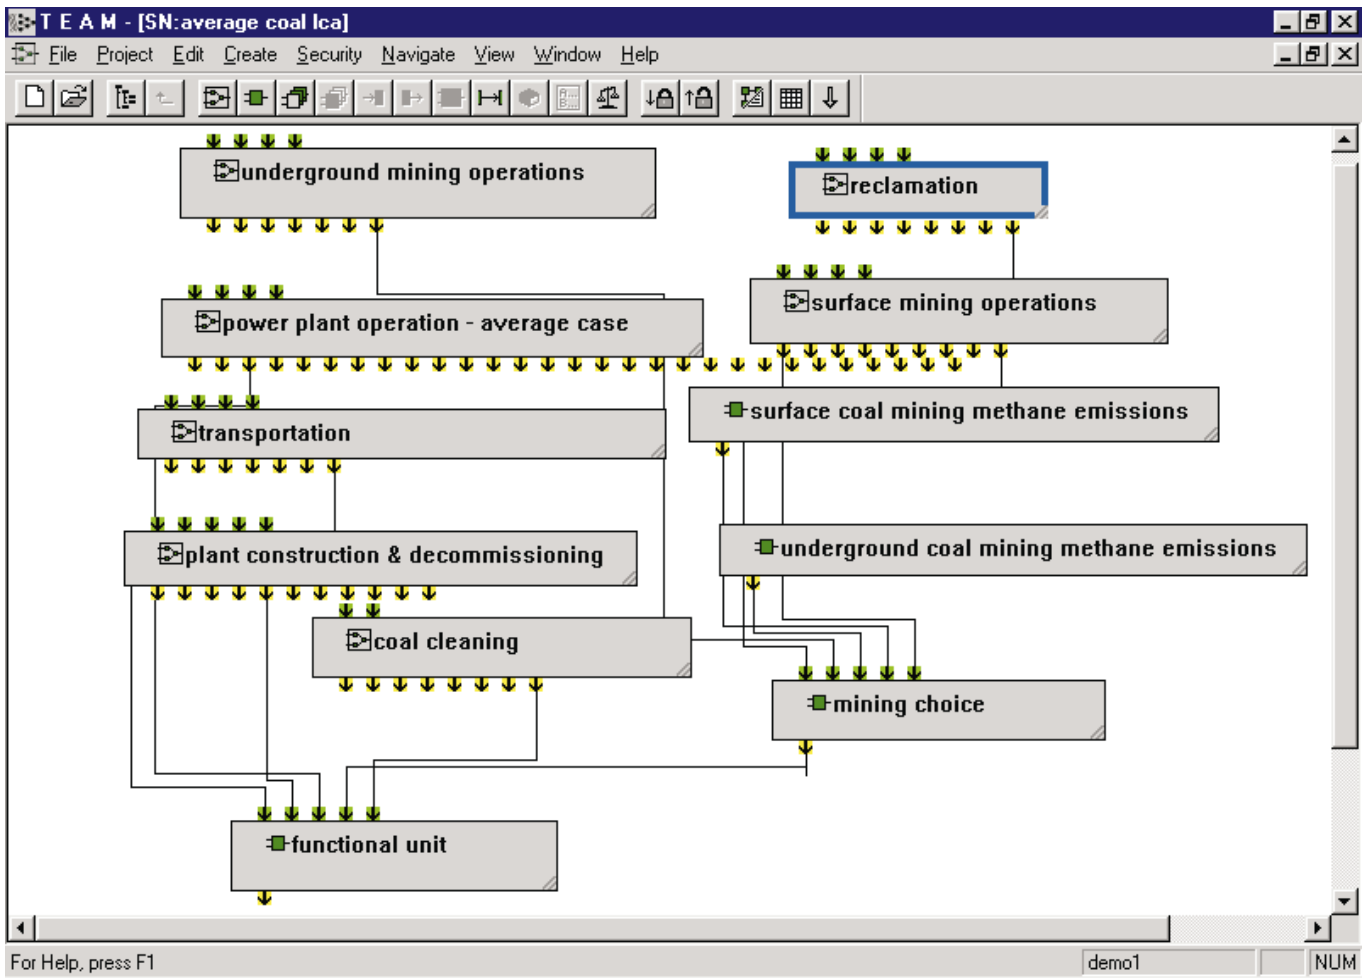 T E A M - [SN:average coal lca]
File Project Edit Create Security Navigate View Window Help
underground mining operations
reclamation
surface mining operations
power plant operation - average case
surface coal mining methane emissions
transportation
underground coal mining methane emissions
plant construction & decommissioning
coal cleaning
mining choice
functional unit
For Help, press F1 demo1 NUM